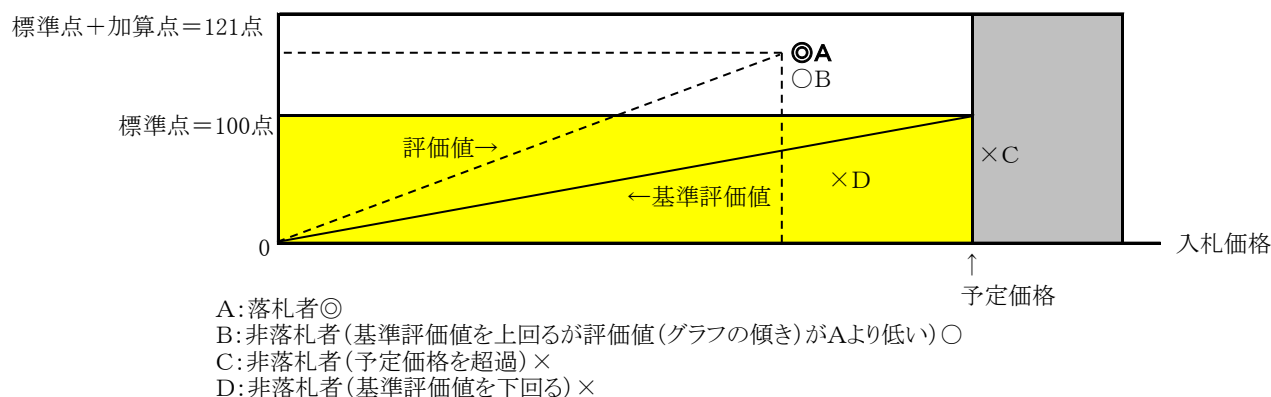 標準点＋加算点＝121点
◎A
○B
標準点＝100点
評価値→
×C
×D
←基準評価値
0
入札価格
↑
予定価格
A：落札者◎
B：非落札者（基準評価値を上回るが評価値（グラフの傾き）がAより低い）○
C：非落札者（予定価格を超過）×
D：非落札者（基準評価値を下回る）×